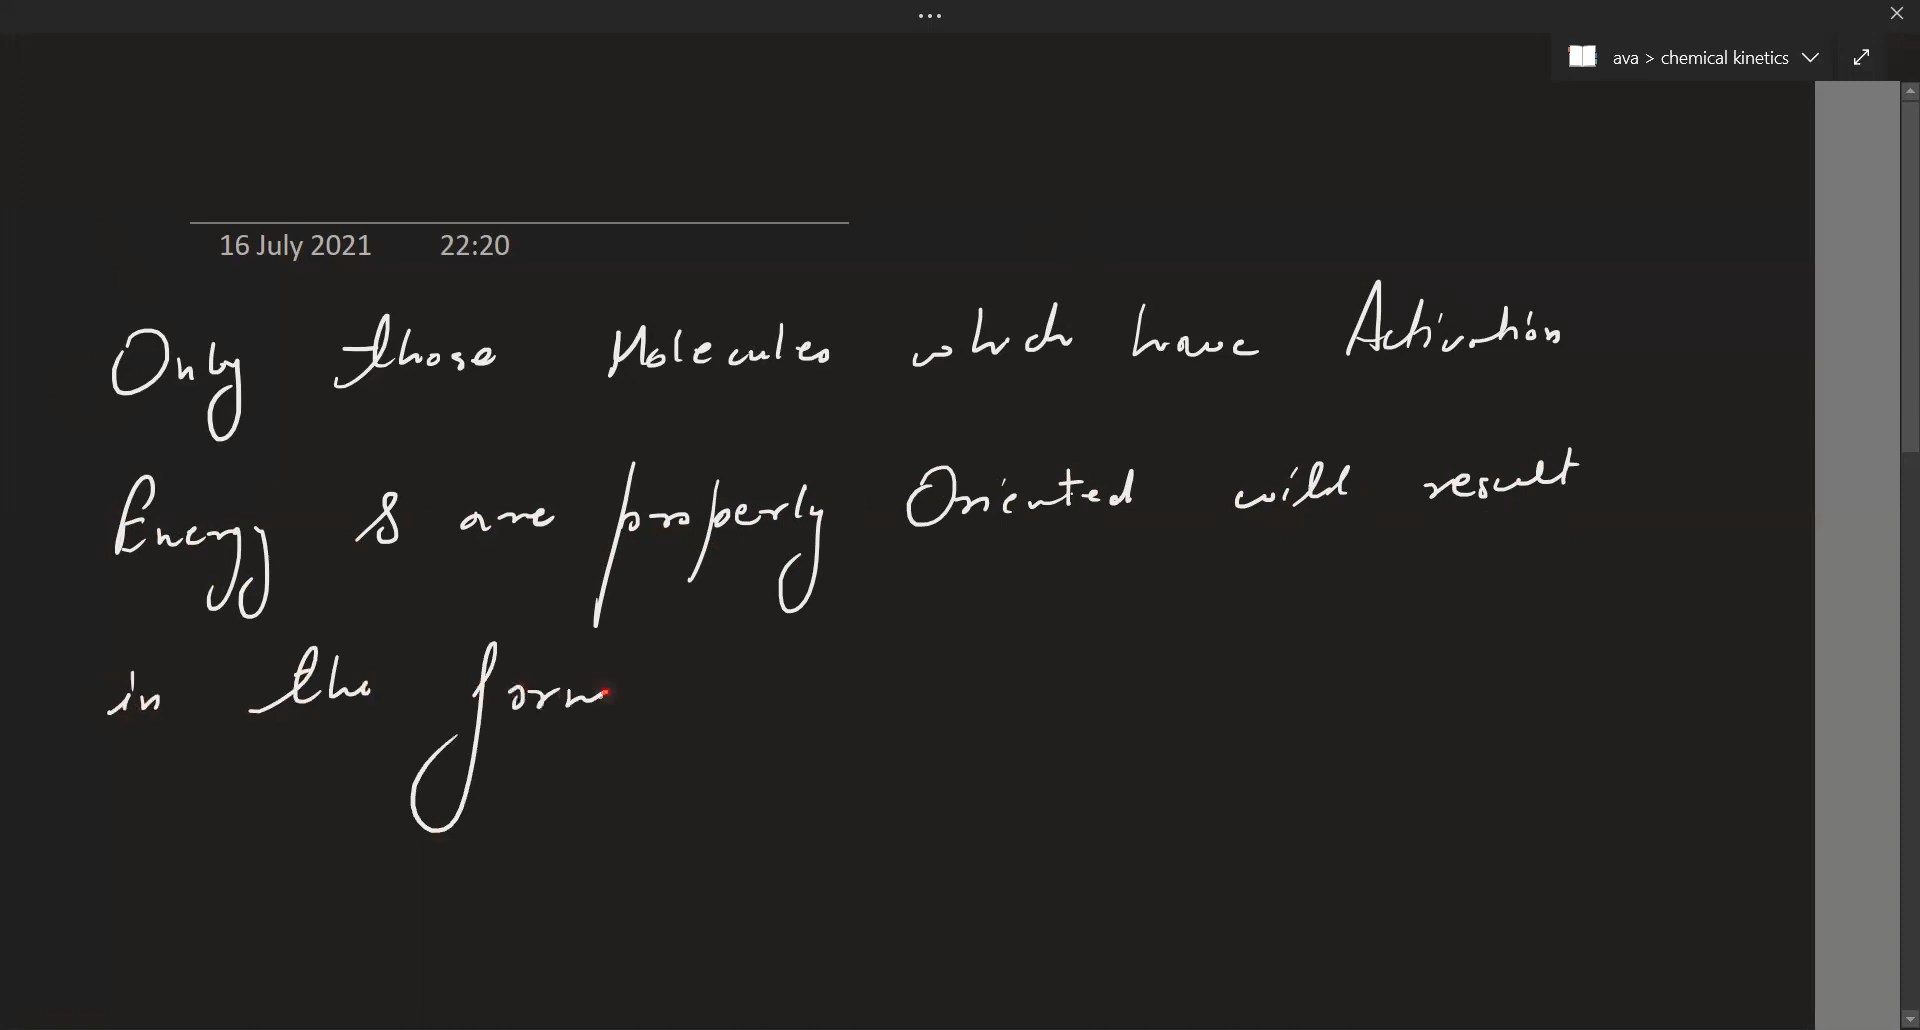 ava > chemical kinetics
16 July 2021 22:20
Only those Molecules which have Activation
Energy & are properly Oriented will result
in the form